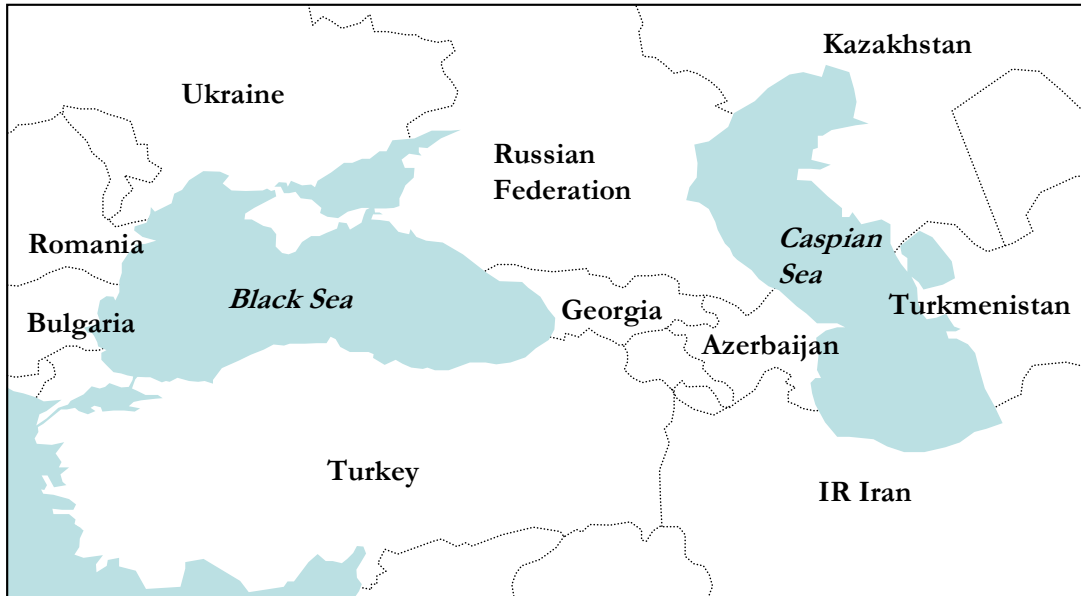 Kazakhstan
Ukraine
Russian
Federation
Romania
Caspian
Sea
Black Sea
Georgia
Turkmenistan
Bulgaria
Azerbaijan
Turkey
IR Iran